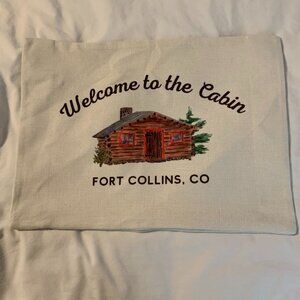 Welcome to the Cabin
FORT COLLINS, CO